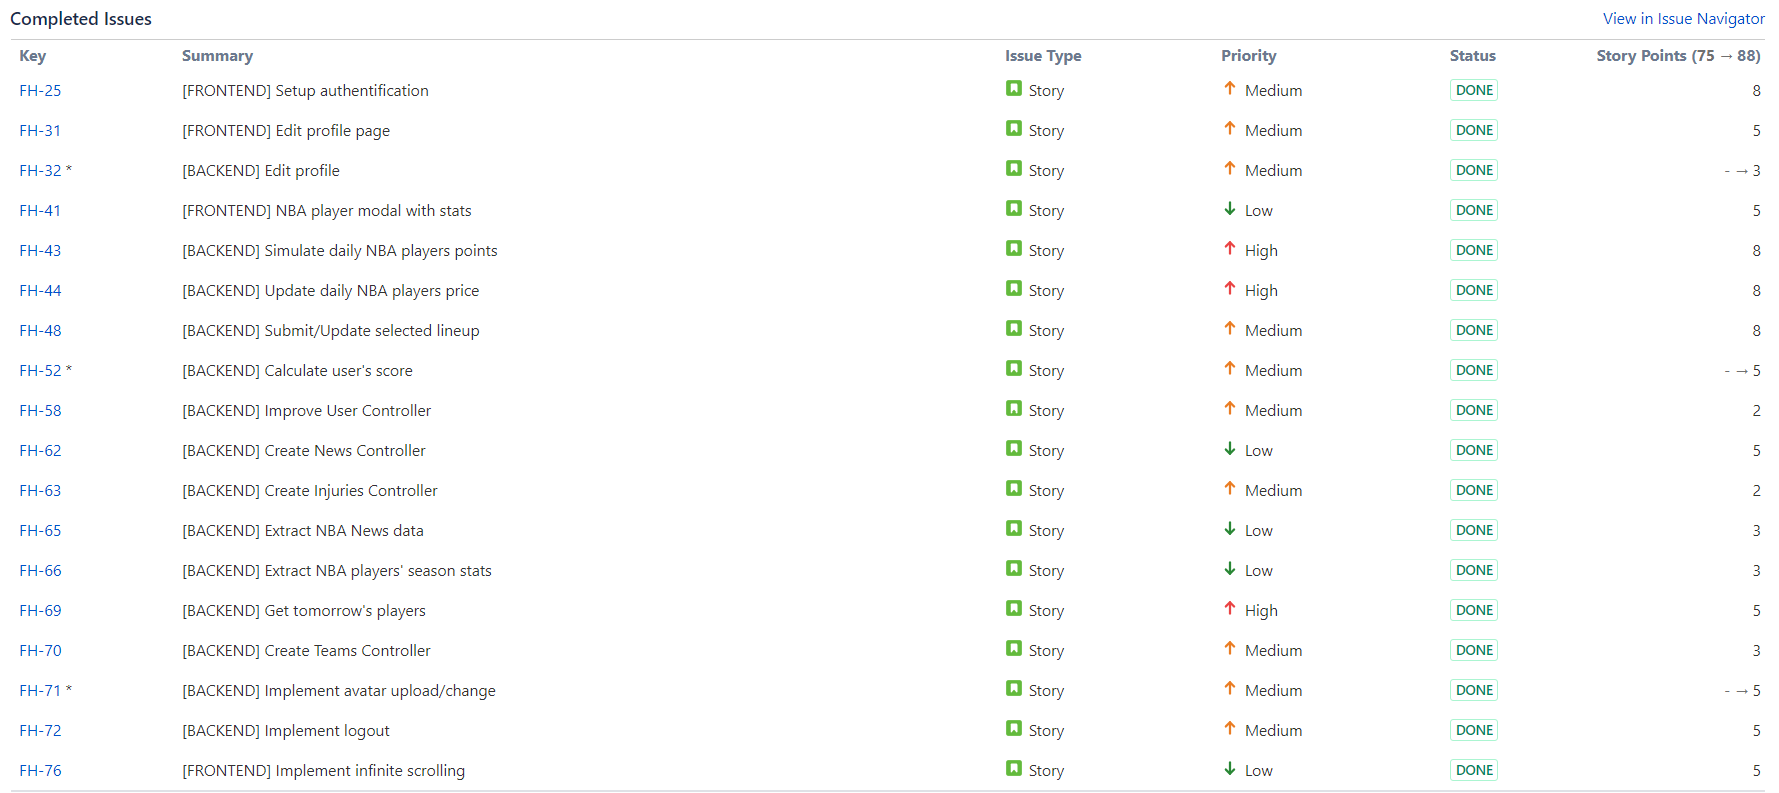 Completed Issues View in Issue Navigator
Key Summary Issue Type Priority Status Story Points (75 → 88)
FH-25 [FRONTEND] Setup authentification Story Medium DONE 8
FH-31 [FRONTEND] Edit profile page Story Medium DONE 5
FH-32 * [BACKEND] Edit profile Story Medium DONE - → 3
FH-41 [FRONTEND] NBA player modal with stats Story Low DONE 5
FH-43 [BACKEND] Simulate daily NBA players points Story High DONE 8
FH-44 [BACKEND] Update daily NBA players price Story High DONE 8
FH-48 [BACKEND] Submit/Update selected lineup Story Medium DONE 8
FH-52 * [BACKEND] Calculate user's score Story Medium DONE - → 5
FH-58 [BACKEND] Improve User Controller Story Medium DONE 2
FH-62 [BACKEND] Create News Controller Story Low DONE 5
FH-63 [BACKEND] Create Injuries Controller Story Medium DONE 2
FH-65 [BACKEND] Extract NBA News data Story Low DONE 3
FH-66 [BACKEND] Extract NBA players' season stats Story Low DONE 3
FH-69 [BACKEND] Get tomorrow's players Story High DONE 5
FH-70 [BACKEND] Create Teams Controller Story Medium DONE 3
FH-71 * [BACKEND] Implement avatar upload/change Story Medium DONE - → 5
FH-72 [BACKEND] Implement logout Story Medium DONE 5
FH-76 [FRONTEND] Implement infinite scrolling Story Low DONE 5